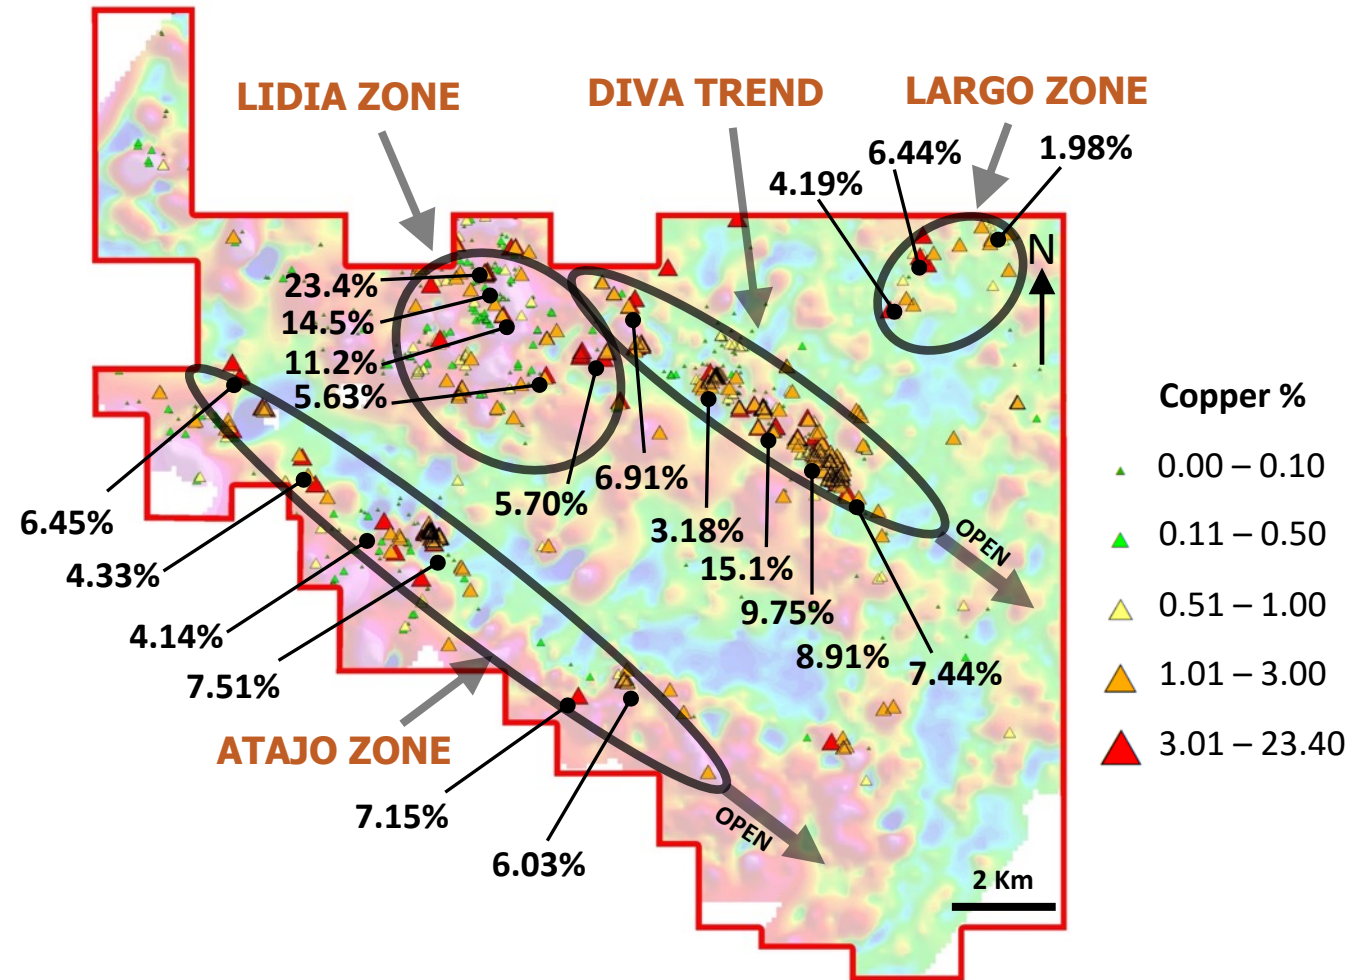 LIDIA ZONE
DIVA TREND
LARGO ZONE
6.44%
1.98%
4.19%
N
23.4%
14.5%
11.2%
5.63%
6.91%
5.70%
3.18%
15.1%
9.75%
8.91%
7.44%
OPEN
6.45%
4.33%
4.14%
7.51%
ATAJO ZONE
7.15%
6.03%
OPEN
2 Km
Copper %
0.00 – 0.10
0.11 – 0.50
0.51 – 1.00
1.01 – 3.00
3.01 – 23.40